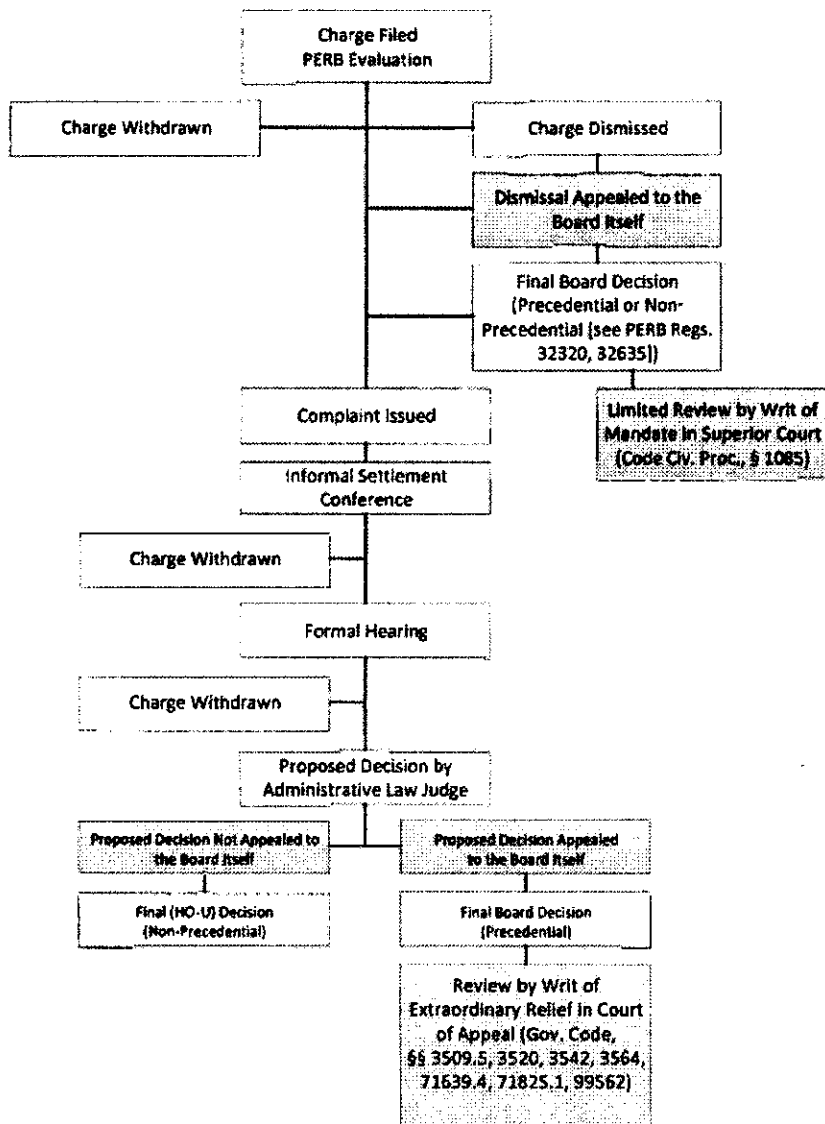 Charge Filed
PERB Evaluation
Charge Withdrawn
Charge Dismissed
Dismissal Appealed to the
Board Itself
Final Board Decision
(Precedential or Non-
Precedential [see PERB Regs.
32320, 32635])
Limited Review by Writ of
Mandate in Superior Court
(Code Civ. Proc., § 1085)
Complaint Issued
Informal Settlement
Conference
Charge Withdrawn
Formal Hearing
Charge Withdrawn
Proposed Decision by
Administrative Law Judge
Proposed Decision Not Appealed to
the Board Itself
Proposed Decision Appealed
to the Board Itself
Final (HO-U) Decision
(Non-Precedential)
Final Board Decision
(Precedential)
Review by Writ of
Extraordinary Relief in Court
of Appeal (Gov. Code,
§§ 3509.5, 3520, 3542, 3564,
71639.4, 71825.1, 99562)